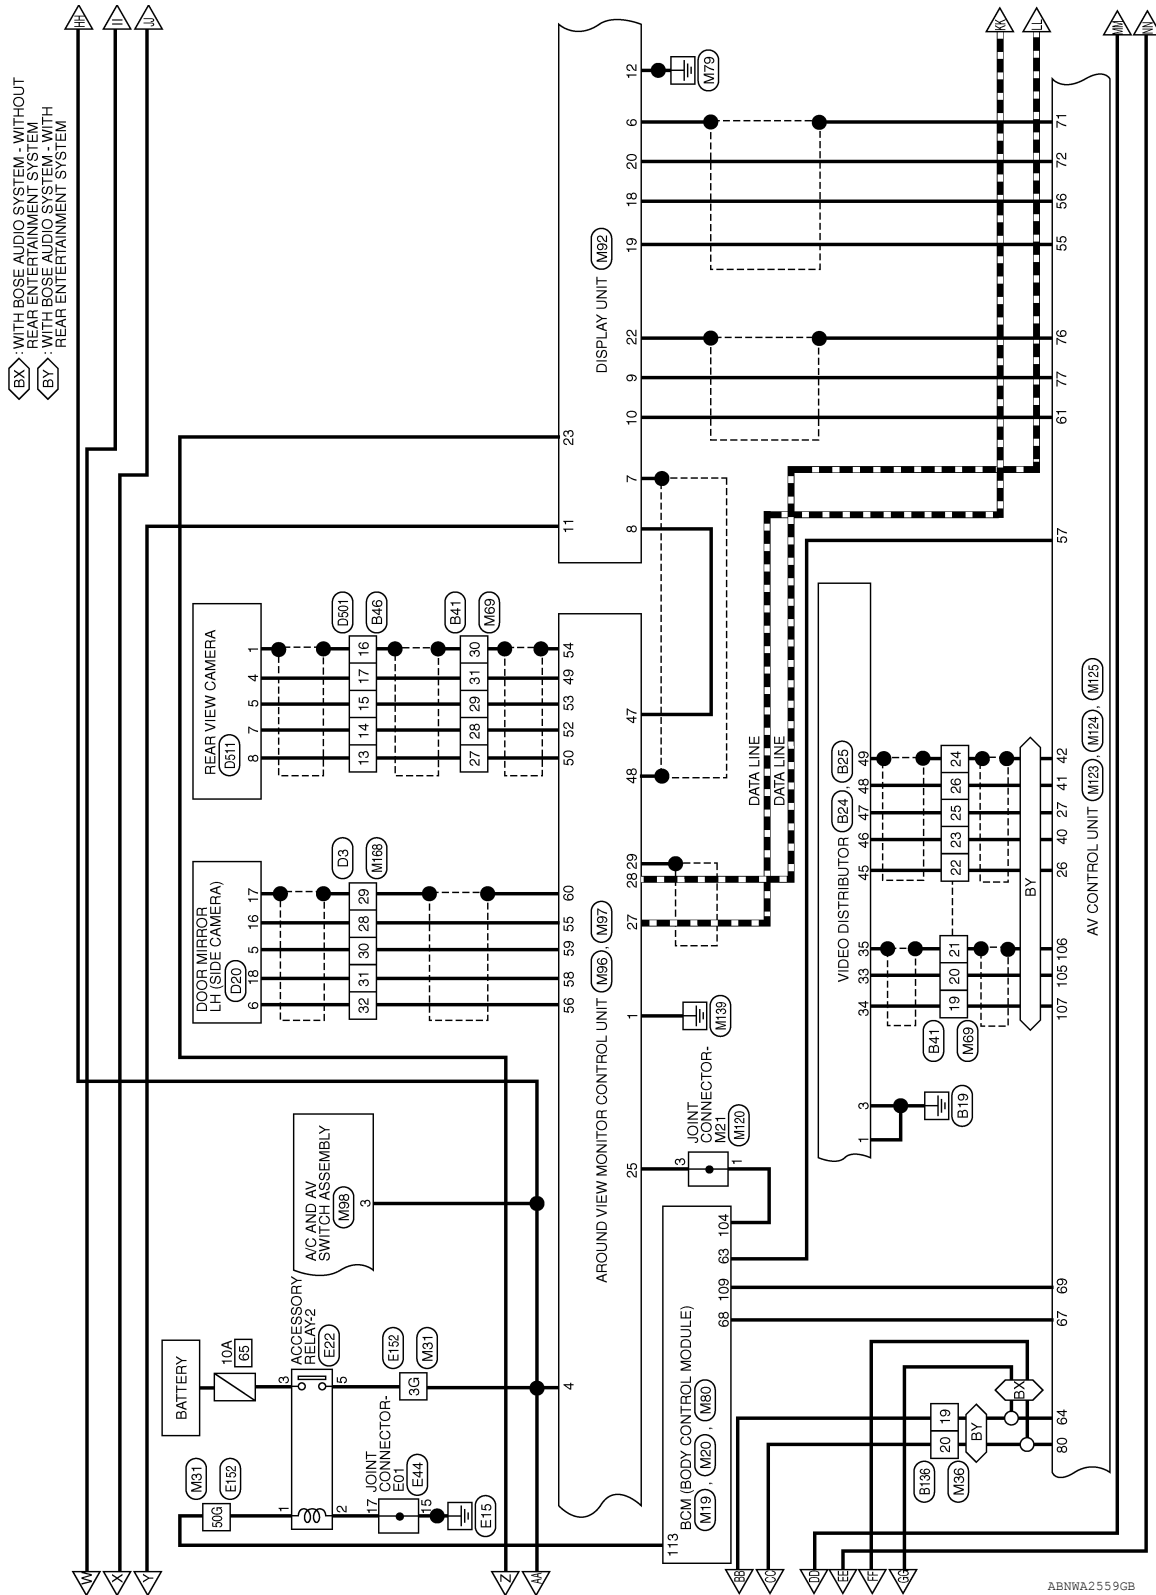 BX : WITH BOSE AUDIO SYSTEM - WITHOUT
REAR ENTERTAINMENT SYSTEM
BY : WITH BOSE AUDIO SYSTEM - WITH
REAR ENTERTAINMENT SYSTEM
HH
II
JJ
KK
LL
MM
NN
W
X
Y
Z
AA
BB
CC
DD
EE
FF
GG
BATTERY
10A
65
M31
E152
50G
ACCESSORY
RELAY-2
E22
3
5
1
2
E152
M31
3G
17
JOINT
CONNECTOR-
E01
E44
15
E15
A/C AND AV
SWITCH ASSEMBLY
M98
3
DOOR MIRROR
LH (SIDE CAMERA)
D20
6 18 5 16 17
32 31 30 28 29
D3
M168
56 58 59 55 60
REAR VIEW CAMERA
D511
8 7 5 4 1
13 14 15 17 16
D501
B46
27 28 29 31 30
B41
M69
50 52 53 49 54
4
AROUND VIEW MONITOR CONTROL UNIT M96 , M97
25
1
27
28
29
48
47
M139
11
23
DISPLAY UNIT M92
8
7
10
9
22
19
18
20
6
12
M79
DATA LINE
DATA LINE
JOINT
CONNECTOR-
M21
M120
3
1
113
BCM (BODY CONTROL MODULE)
M19 , M20 , M80
68
109
63
104
VIDEO DISTRIBUTOR B24 , B25
1
3
B19
34 33 35
19 20 21
B41
M69
45 46 47 48 49
22 23 25 26 24
BY
107 105 106
26 40 27 41 42
B136
M36
20 19
BY
BX
80
64
67
69
57
61
77
76
55
56
72
71
AV CONTROL UNIT M123 , M124 , M125
ABNWA2559GB